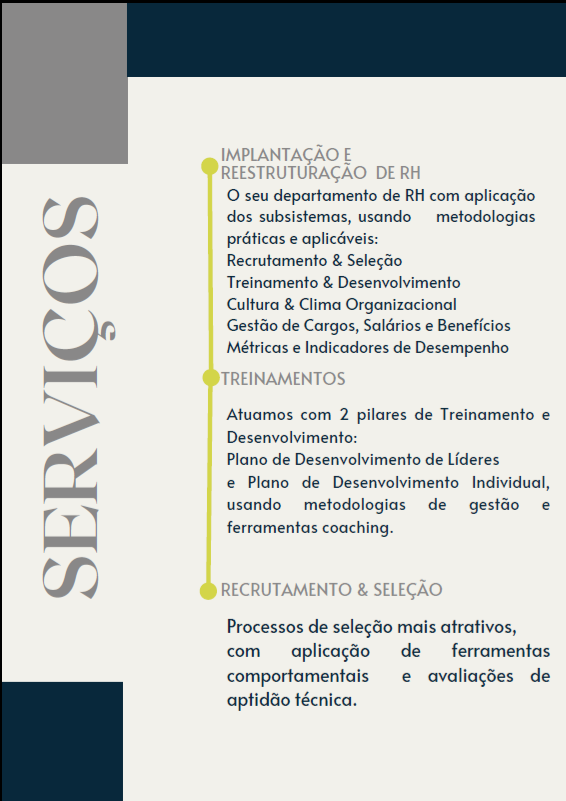 SERVIÇOS
IMPLANTAÇÃO E
REESTRUTURAÇÃO DE RH
O seu departamento de RH com aplicação
dos subsistemas, usando metodologias
práticas e aplicáveis:
Recrutamento & Seleção
Treinamento & Desenvolvimento
Cultura & Clima Organizacional
Gestão de Cargos, Salários e Benefícios
Métricas e Indicadores de Desempenho
TREINAMENTOS
Atuamos com 2 pilares de Treinamento e
Desenvolvimento:
Plano de Desenvolvimento de Líderes
e Plano de Desenvolvimento Individual,
usando metodologias de gestão e
ferramentas coaching.
RECRUTAMENTO & SELEÇÃO
Processos de seleção mais atrativos,
com aplicação de ferramentas
comportamentais e avaliações de
aptidão técnica.